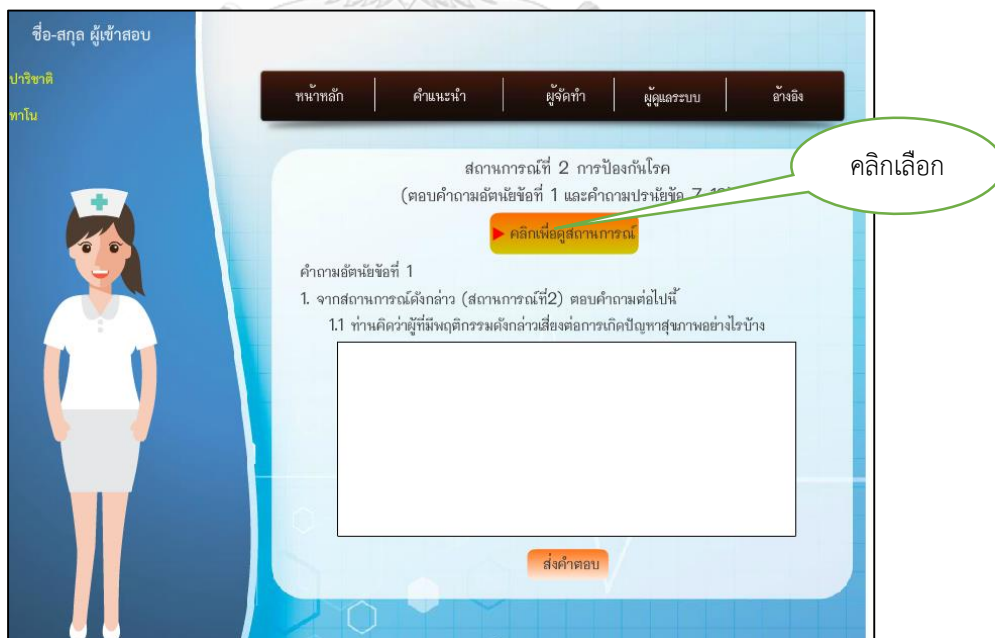 ชื่อ-สกุล ผู้เข้าสอบ
ปาริชาติ
ทาโน
หน้าหลัก คำแนะนำ ผู้จัดทำ ผู้ดูแลระบบ อ้างอิง
คลิกเลือก
สถานการณ์ที่ 2 การป้องกันโรค
(ตอบคำถามอัตนัยข้อที่ 1 และคำถามปรนัยข้อ
คลิกเพื่อดูสถานการณ์
คำถามอัตนัยข้อที่ 1
1. จากสถานการณ์ดังกล่าว (สถานการณ์ที่2) ตอบคำถามต่อไปนี้
1.1 ท่านคิดว่าผู้ที่มีพฤติกรรมดังกล่าวเสี่ยงต่อการเกิดปัญหาสุขภาพอย่างไรบ้าง
ส่งคำตอบ